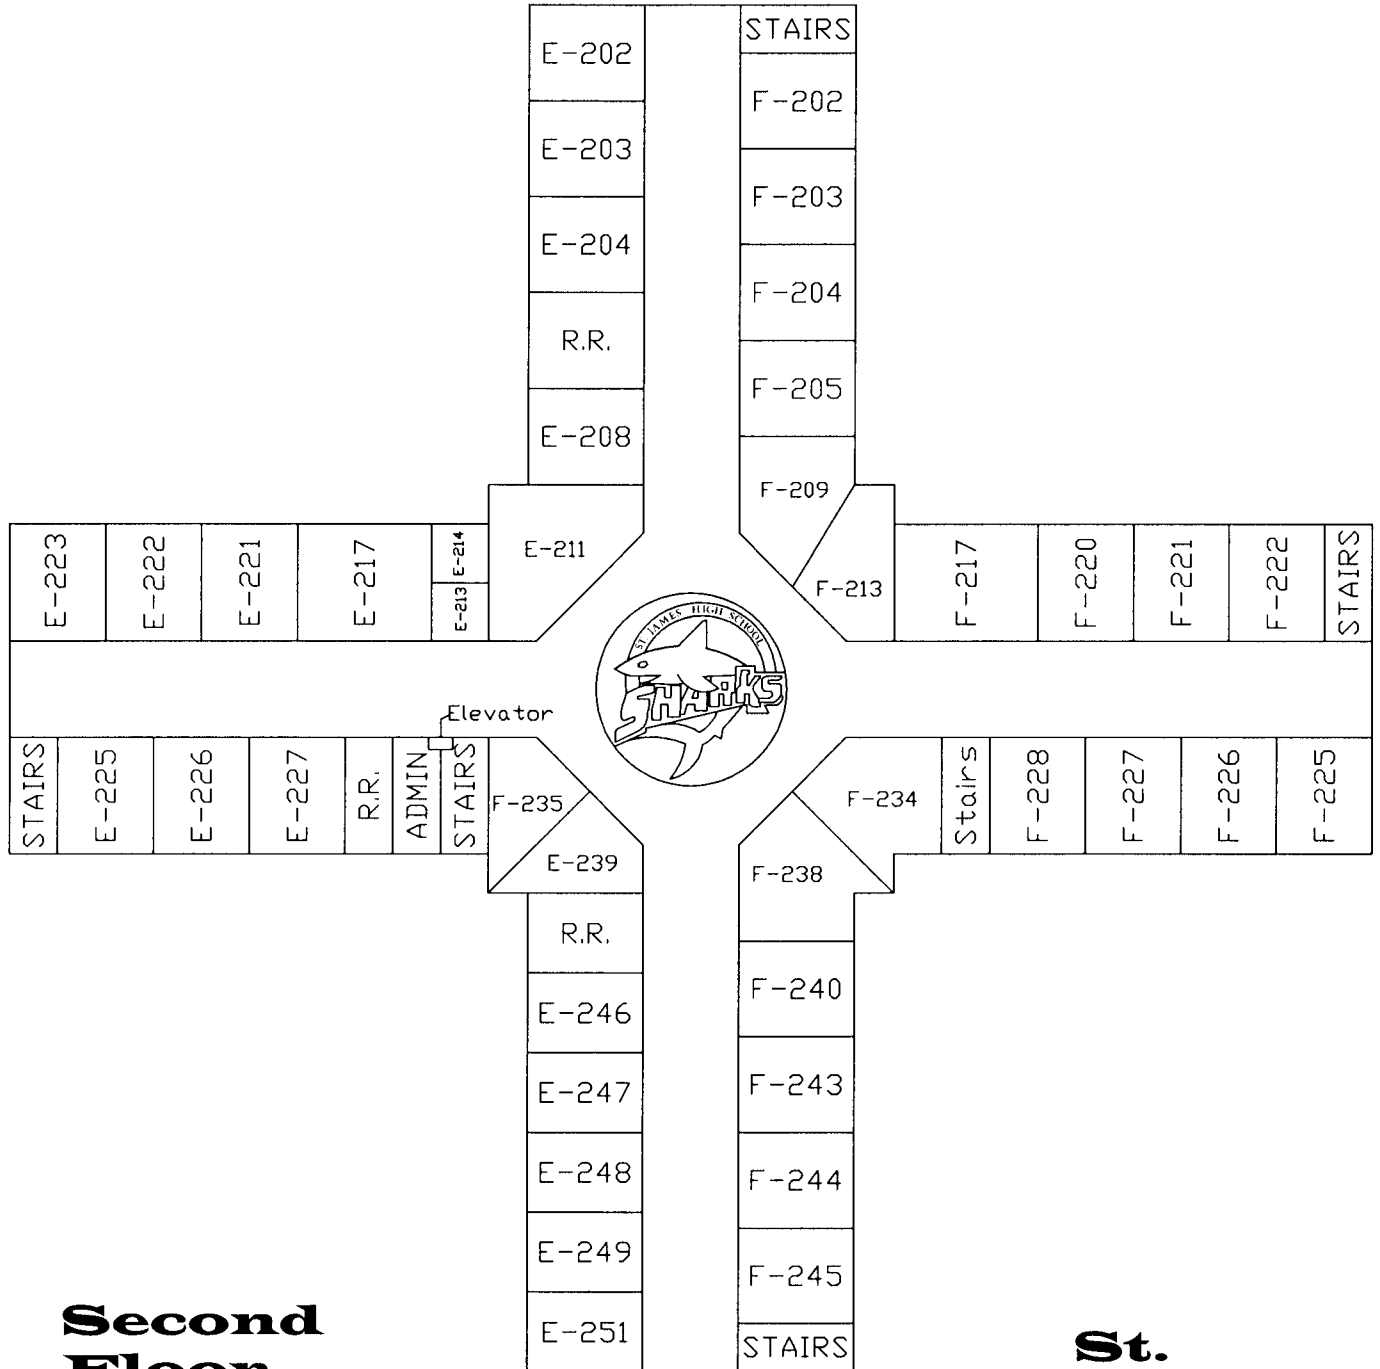 E-202
STAIRS
F-202
E-203
F-203
E-204
F-204
R.R.
F-205
E-208
F-209
E-223
E-222
E-221
E-217
E-214
E-213
E-211
F-213
F-217
F-220
F-221
F-222
STAIRS
ST. JAMES HIGH SCHOOL
SHARKS
Elevator
STAIRS
E-225
E-226
E-227
R.R.
ADMIN
STAIRS
F-235
F-234
Stairs
F-228
F-227
F-226
F-225
E-239
F-238
R.R.
F-240
E-246
F-243
E-247
E-248
F-244
E-249
F-245
E-251
STAIRS
Second
Floor
St.